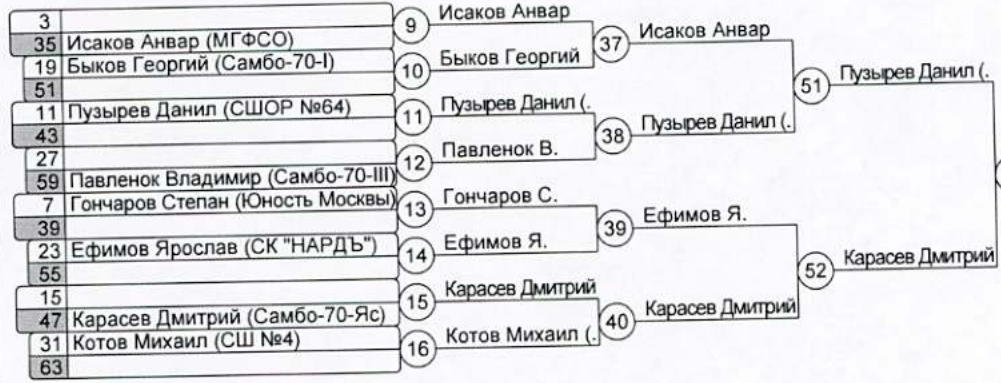 3
35 Исаков Анвар (МГФСО)
19 Быков Георгий (Самбо-70-I)
51
11 Пузырев Данил (СШОР №64)
43
27
59 Павленок Владимир (Самбо-70-III)
7 Гончаров Степан (Юность Москвы)
39
23 Ефимов Ярослав (СК "НАРДЪ")
55
15
47 Карасев Дмитрий (Самбо-70-Яс)
31 Котов Михаил (СШ №4)
63
9 Исаков Анвар
10 Быков Георгий
11 Пузырев Данил (.
12 Павленок В.
13 Гончаров С.
14 Ефимов Я.
15 Карасев Дмитрий
16 Котов Михаил (.
37 Исаков Анвар
38 Пузырев Данил (.
39 Ефимов Я.
40 Карасев Дмитрий
51 Пузырев Данил (.
52 Карасев Дмитрий